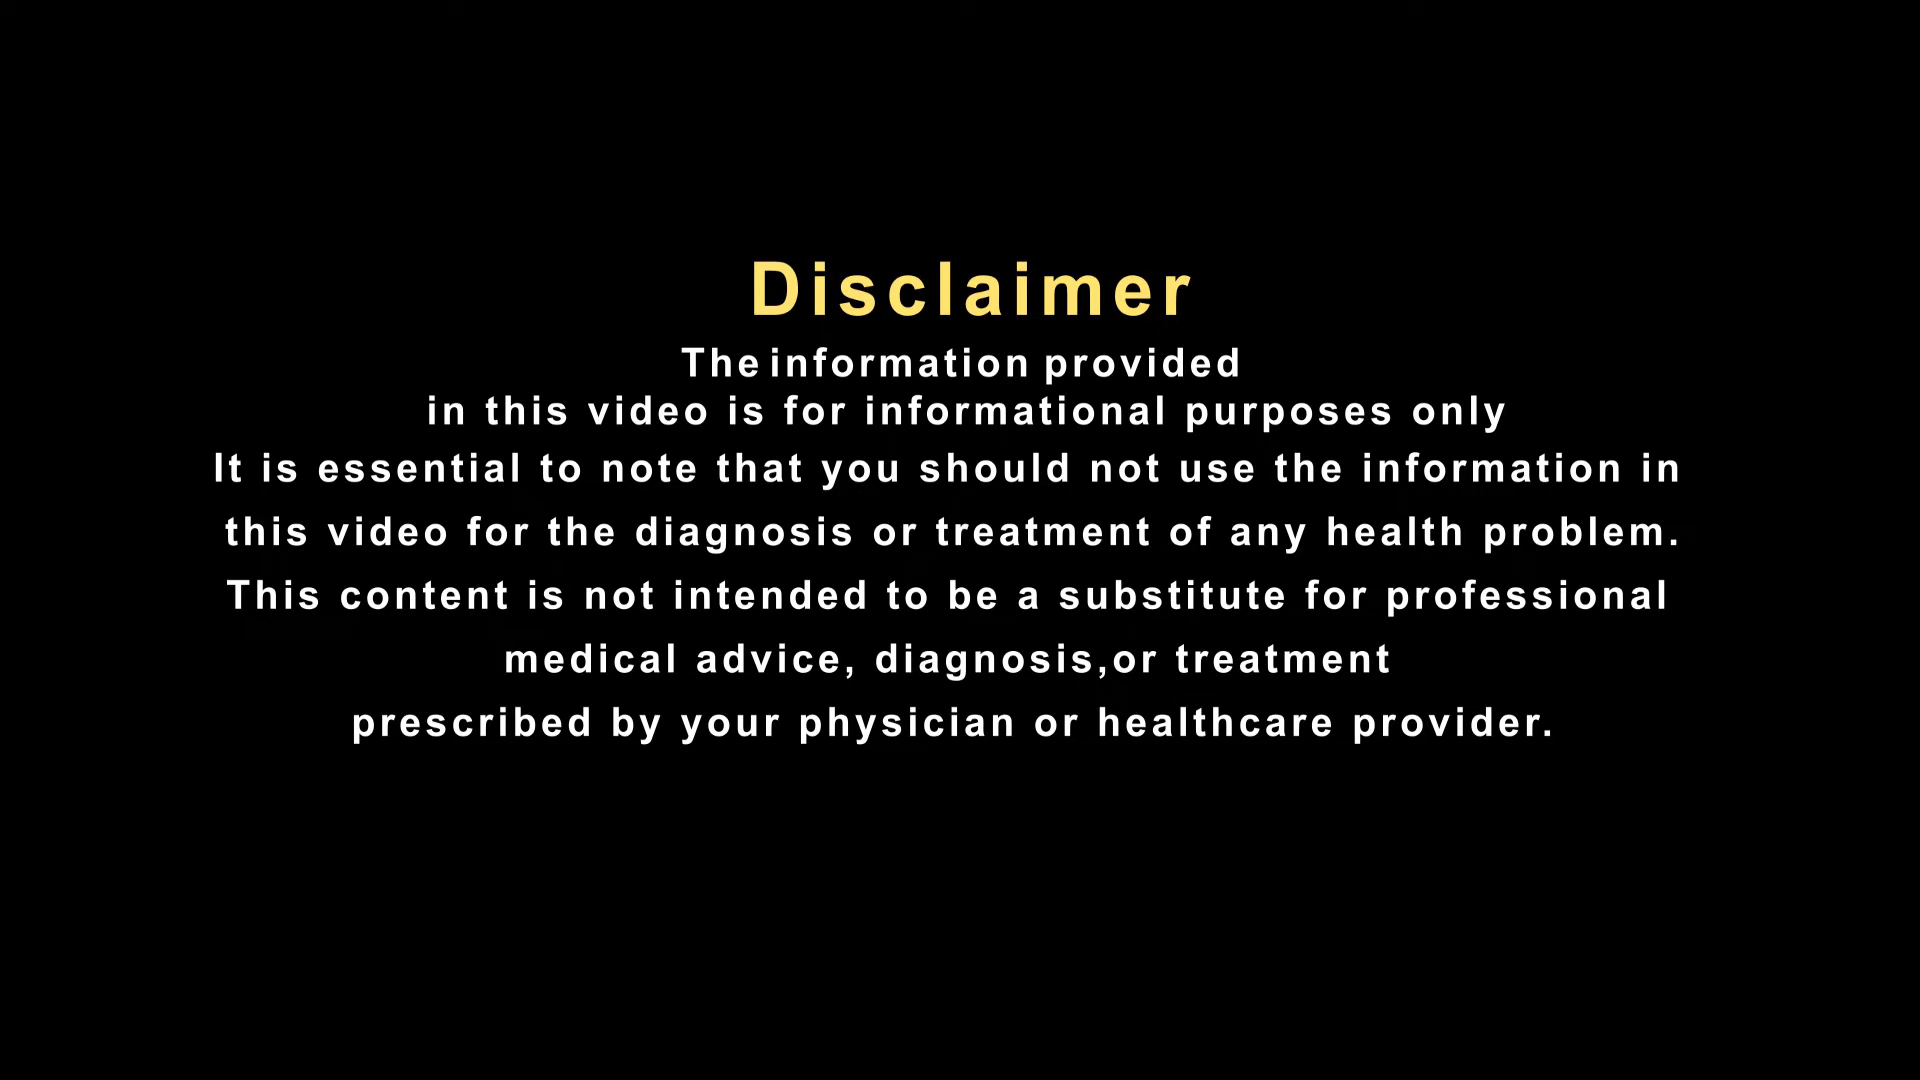 Disclaimer
The information provided
in this video is for informational purposes only
It is essential to note that you should not use the information in
this video for the diagnosis or treatment of any health problem.
This content is not intended to be a substitute for professional
medical advice, diagnosis,or treatment
prescribed by your physician or healthcare provider.